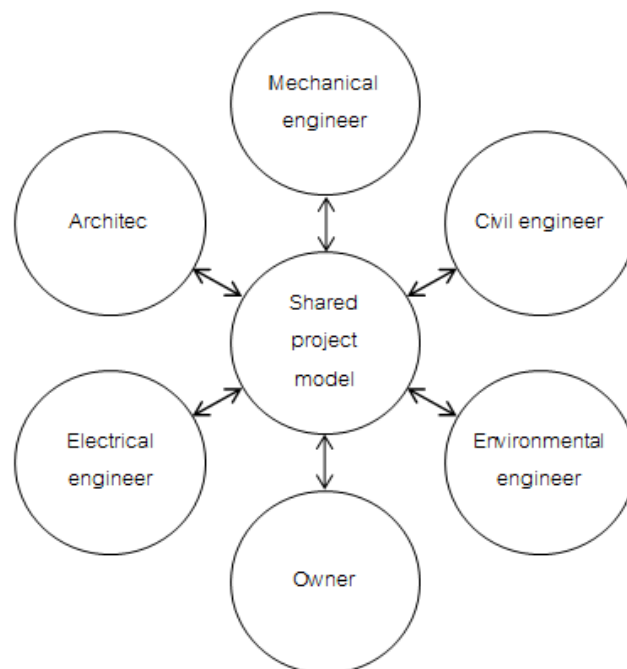 Mechanical
engineer
Architec
Civil engineer
Shared
project
model
Electrical
engineer
Environmental
engineer
Owner